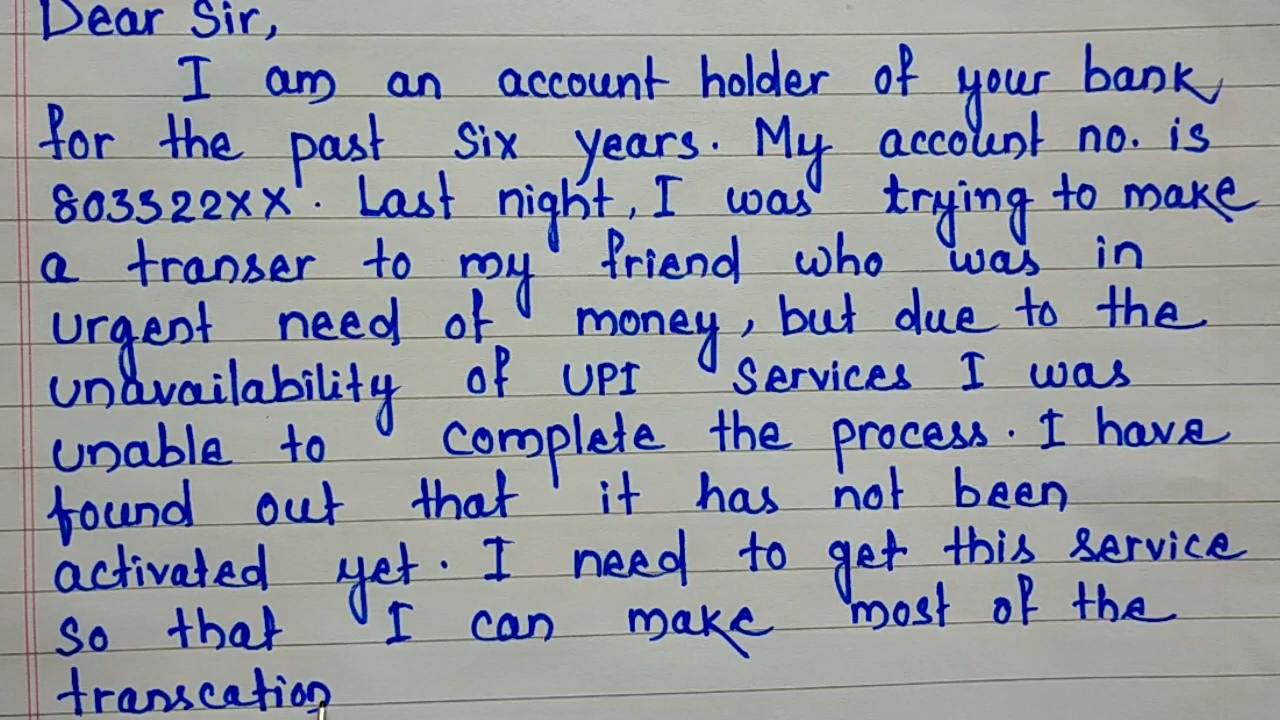 Dear Sir,
I am an account holder of your bank
for the past six years. My account no. is
803322XX. Last night, I was trying to make
a transer to my friend who was in
urgent need of money, but due to the
unavailability of UPI Services I was
unable to complete the process. I have
found out that it has not been
activated yet. I need to get this service
so that I can make most of the
transcation